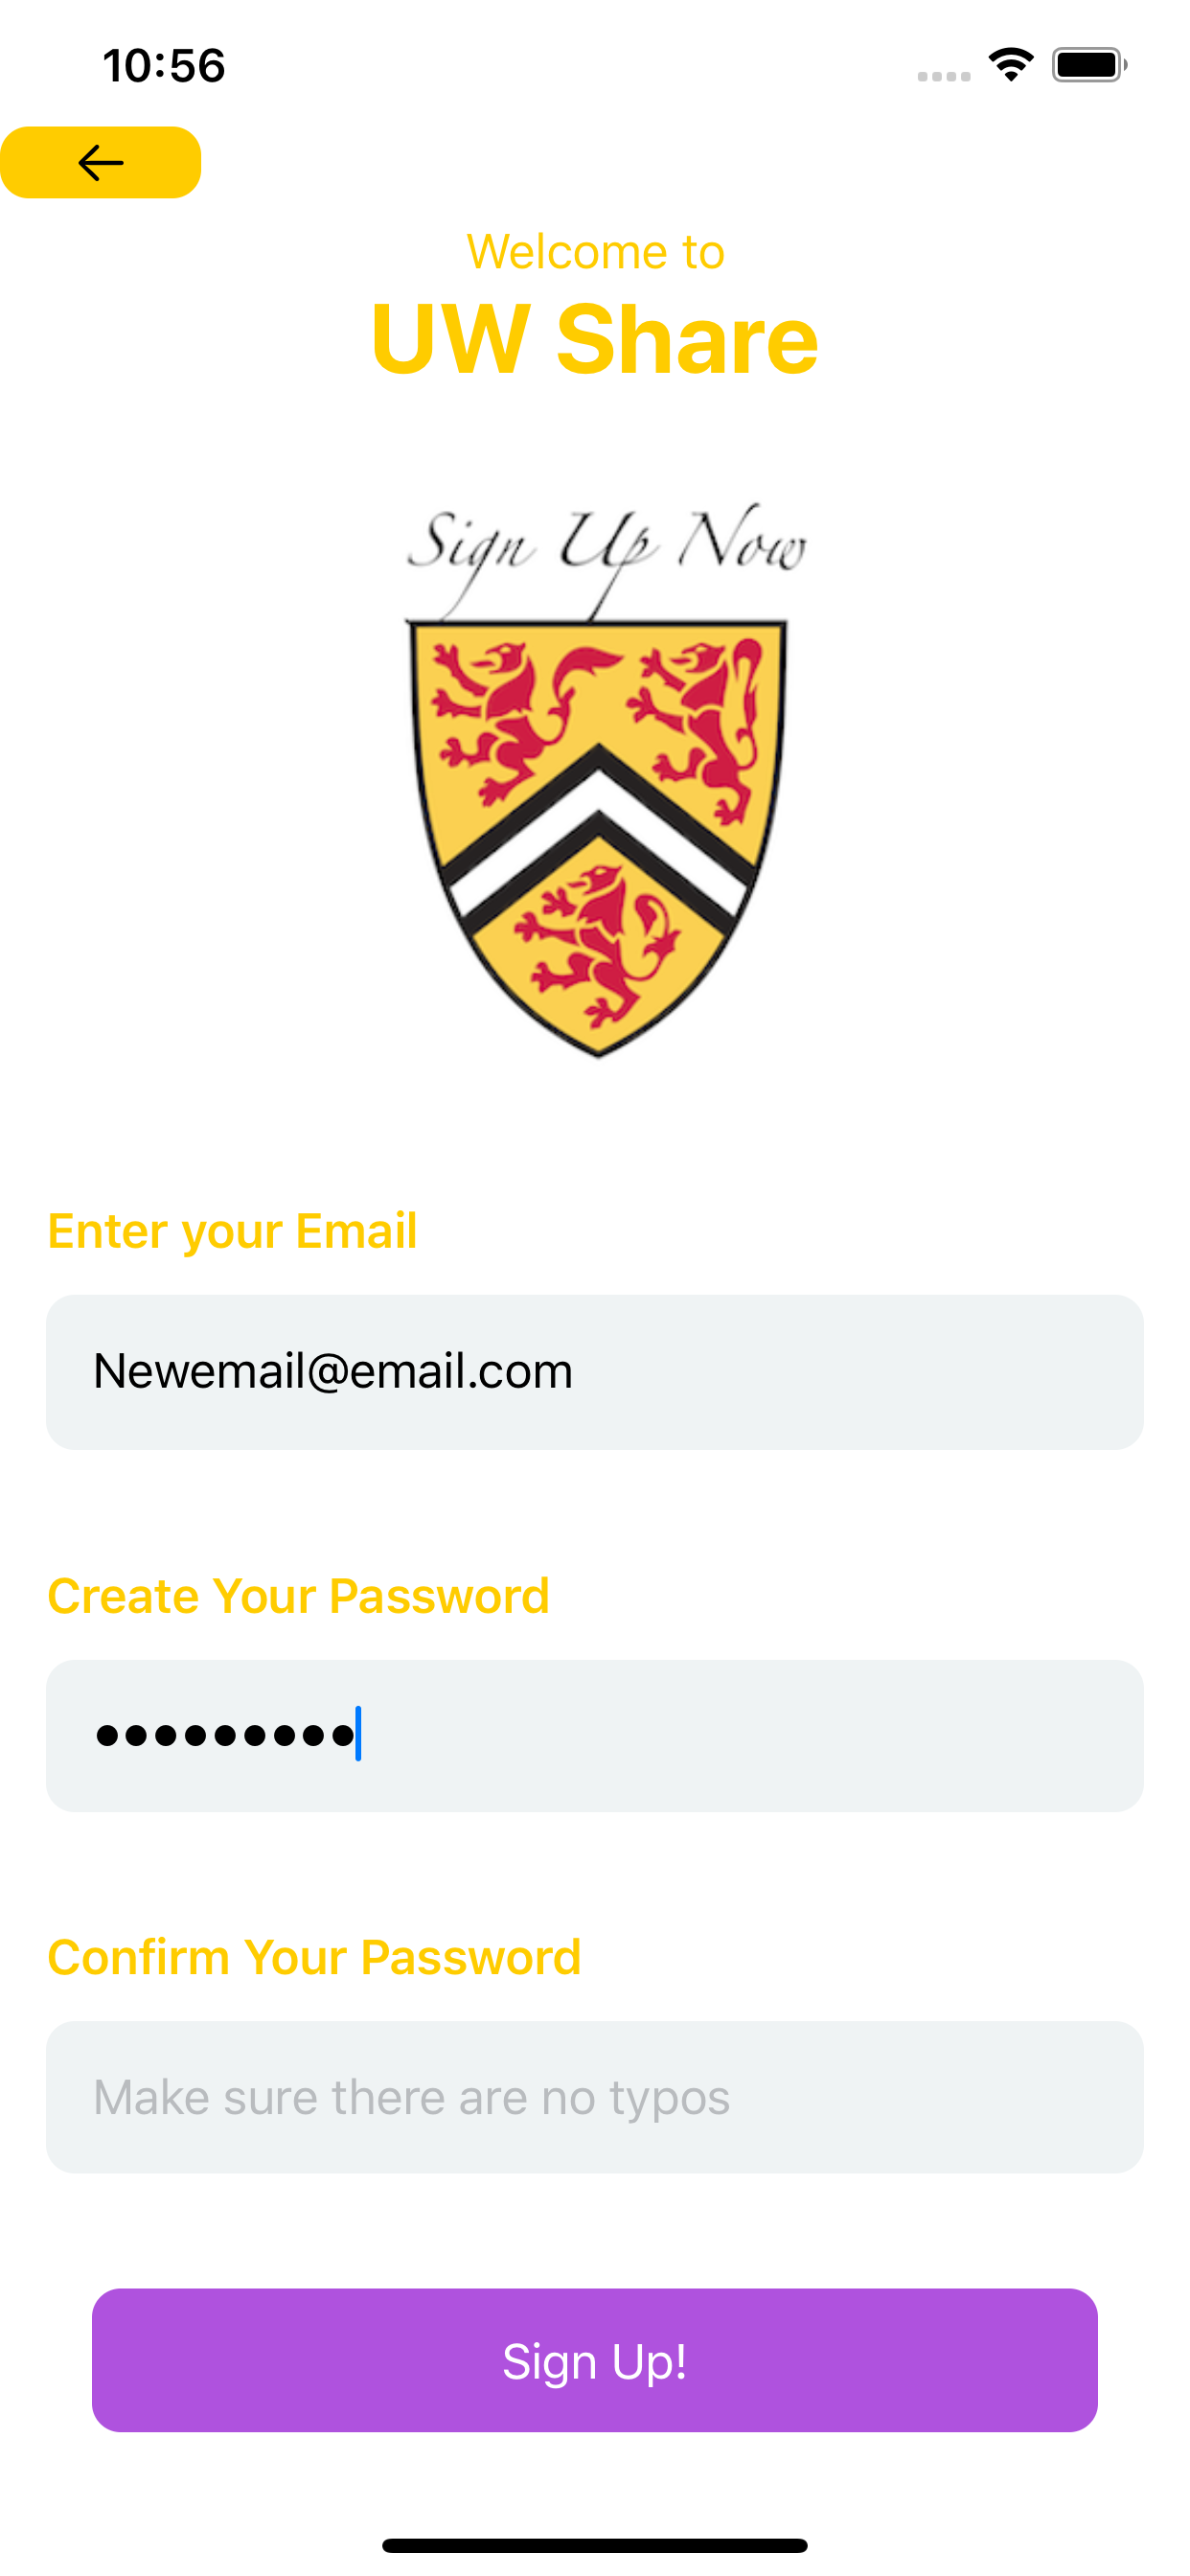 10:56
Welcome to
UW Share
Sign Up Now
Enter your Email
Newemail@email.com
Create Your Password
•••••••••
Confirm Your Password
Make sure there are no typos
Sign Up!